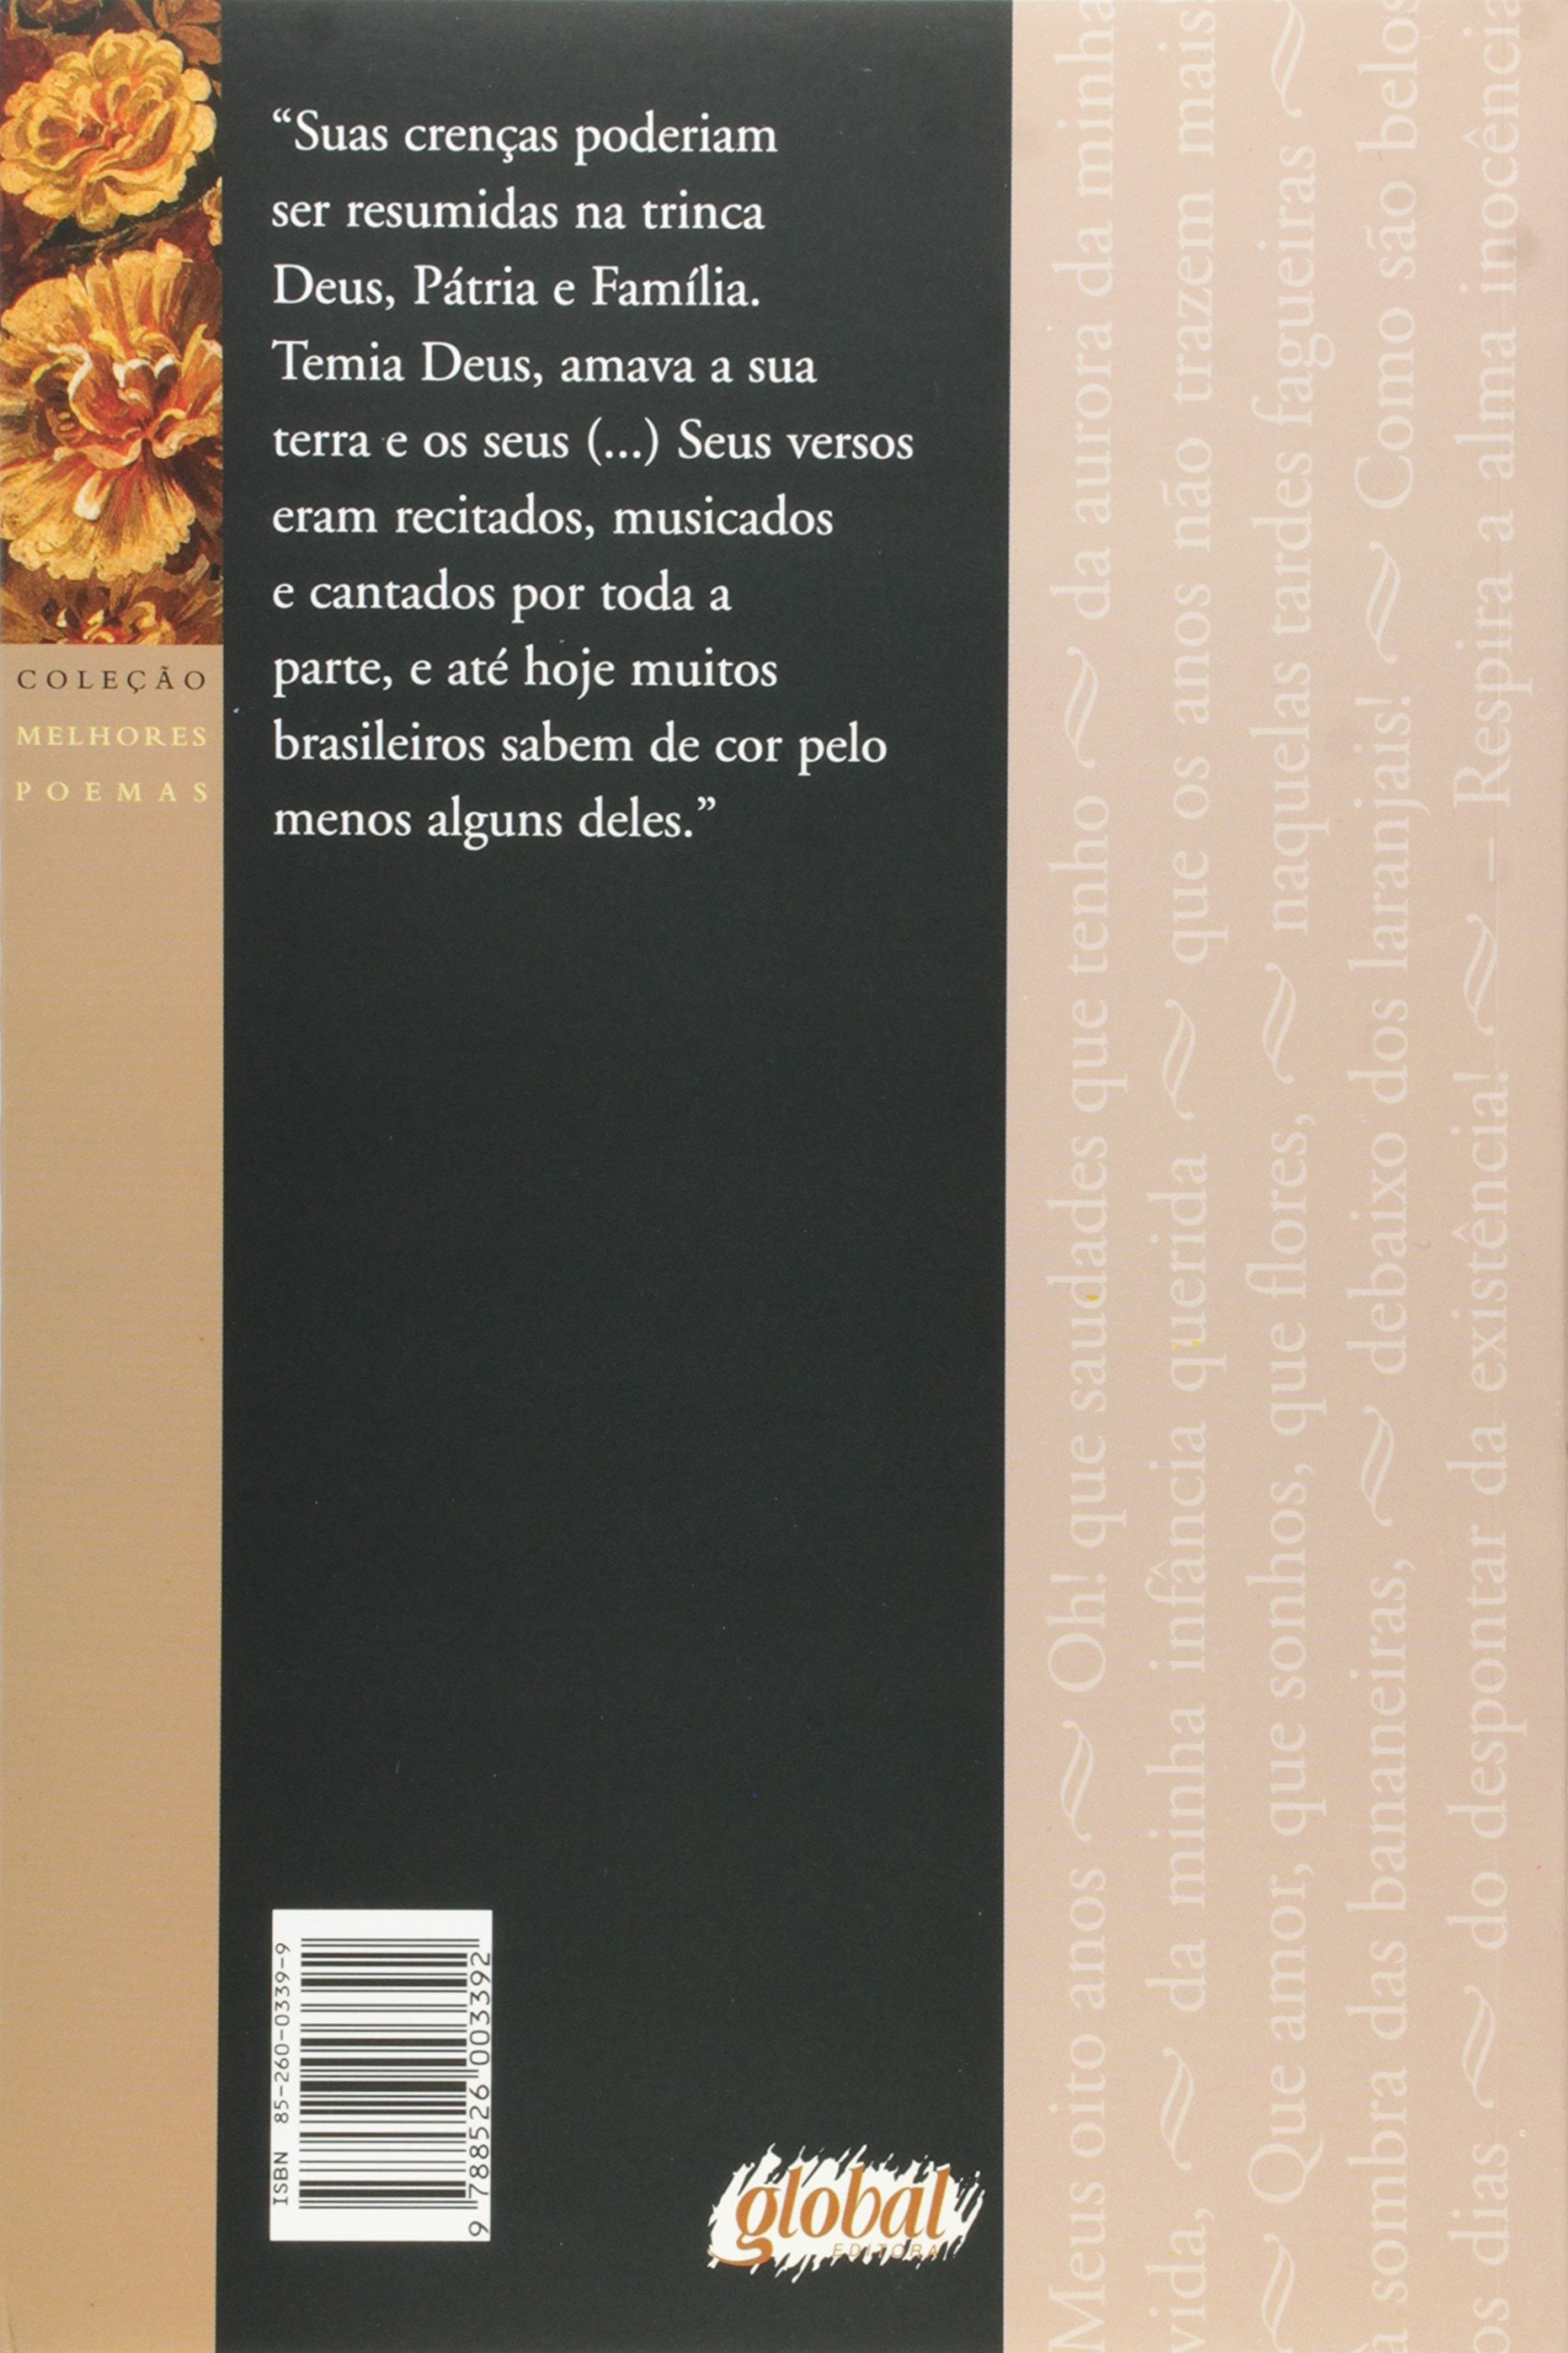 “Suas crenças poderiam
ser resumidas na trinca
Deus, Pátria e Família.
Temia Deus, amava a sua
terra e os seus (...) Seus versos
eram recitados, musicados
e cantados por toda a
parte, e até hoje muitos
brasileiros sabem de cor pelo
menos alguns deles.”
COLEÇÃO
MELHORES
POEMAS
ISBN 85-260-0339-9
9 788526 003392
global
EDITORA
Meus oito anos ~ Oh! que saudades que tenho ~ da aurora da minha
vida, ~ da minha infância querida ~ que os anos não trazem mais
~ Que amor, que sonhos, que flores, ~ naquelas tardes fagueiras ~
à sombra das bananeiras, ~ debaixo dos laranjais! ~ Como são belos
os dias ~ do despontar da existência! ~ – Respira a alma inocência